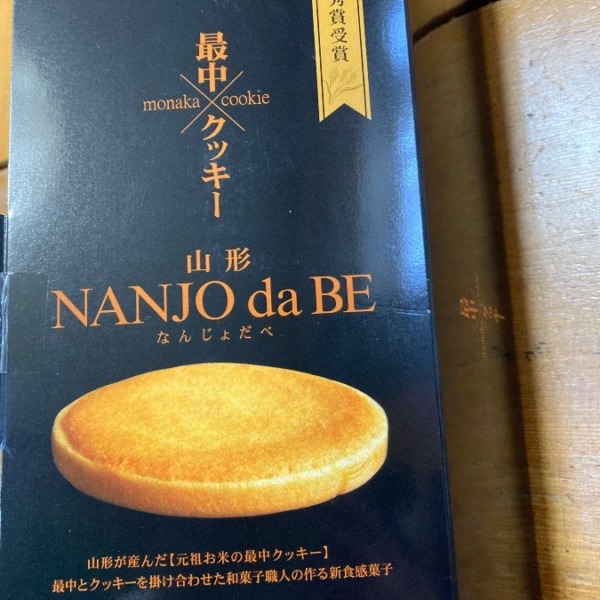 秀賞受賞
最中
monaka × cookie
クッキー
山形
NANJO da BE
なんじょだべ
山形が産んだ【元祖お米の最中クッキー】
最中とクッキーを掛け合わせた和菓子職人の作る新食感菓子